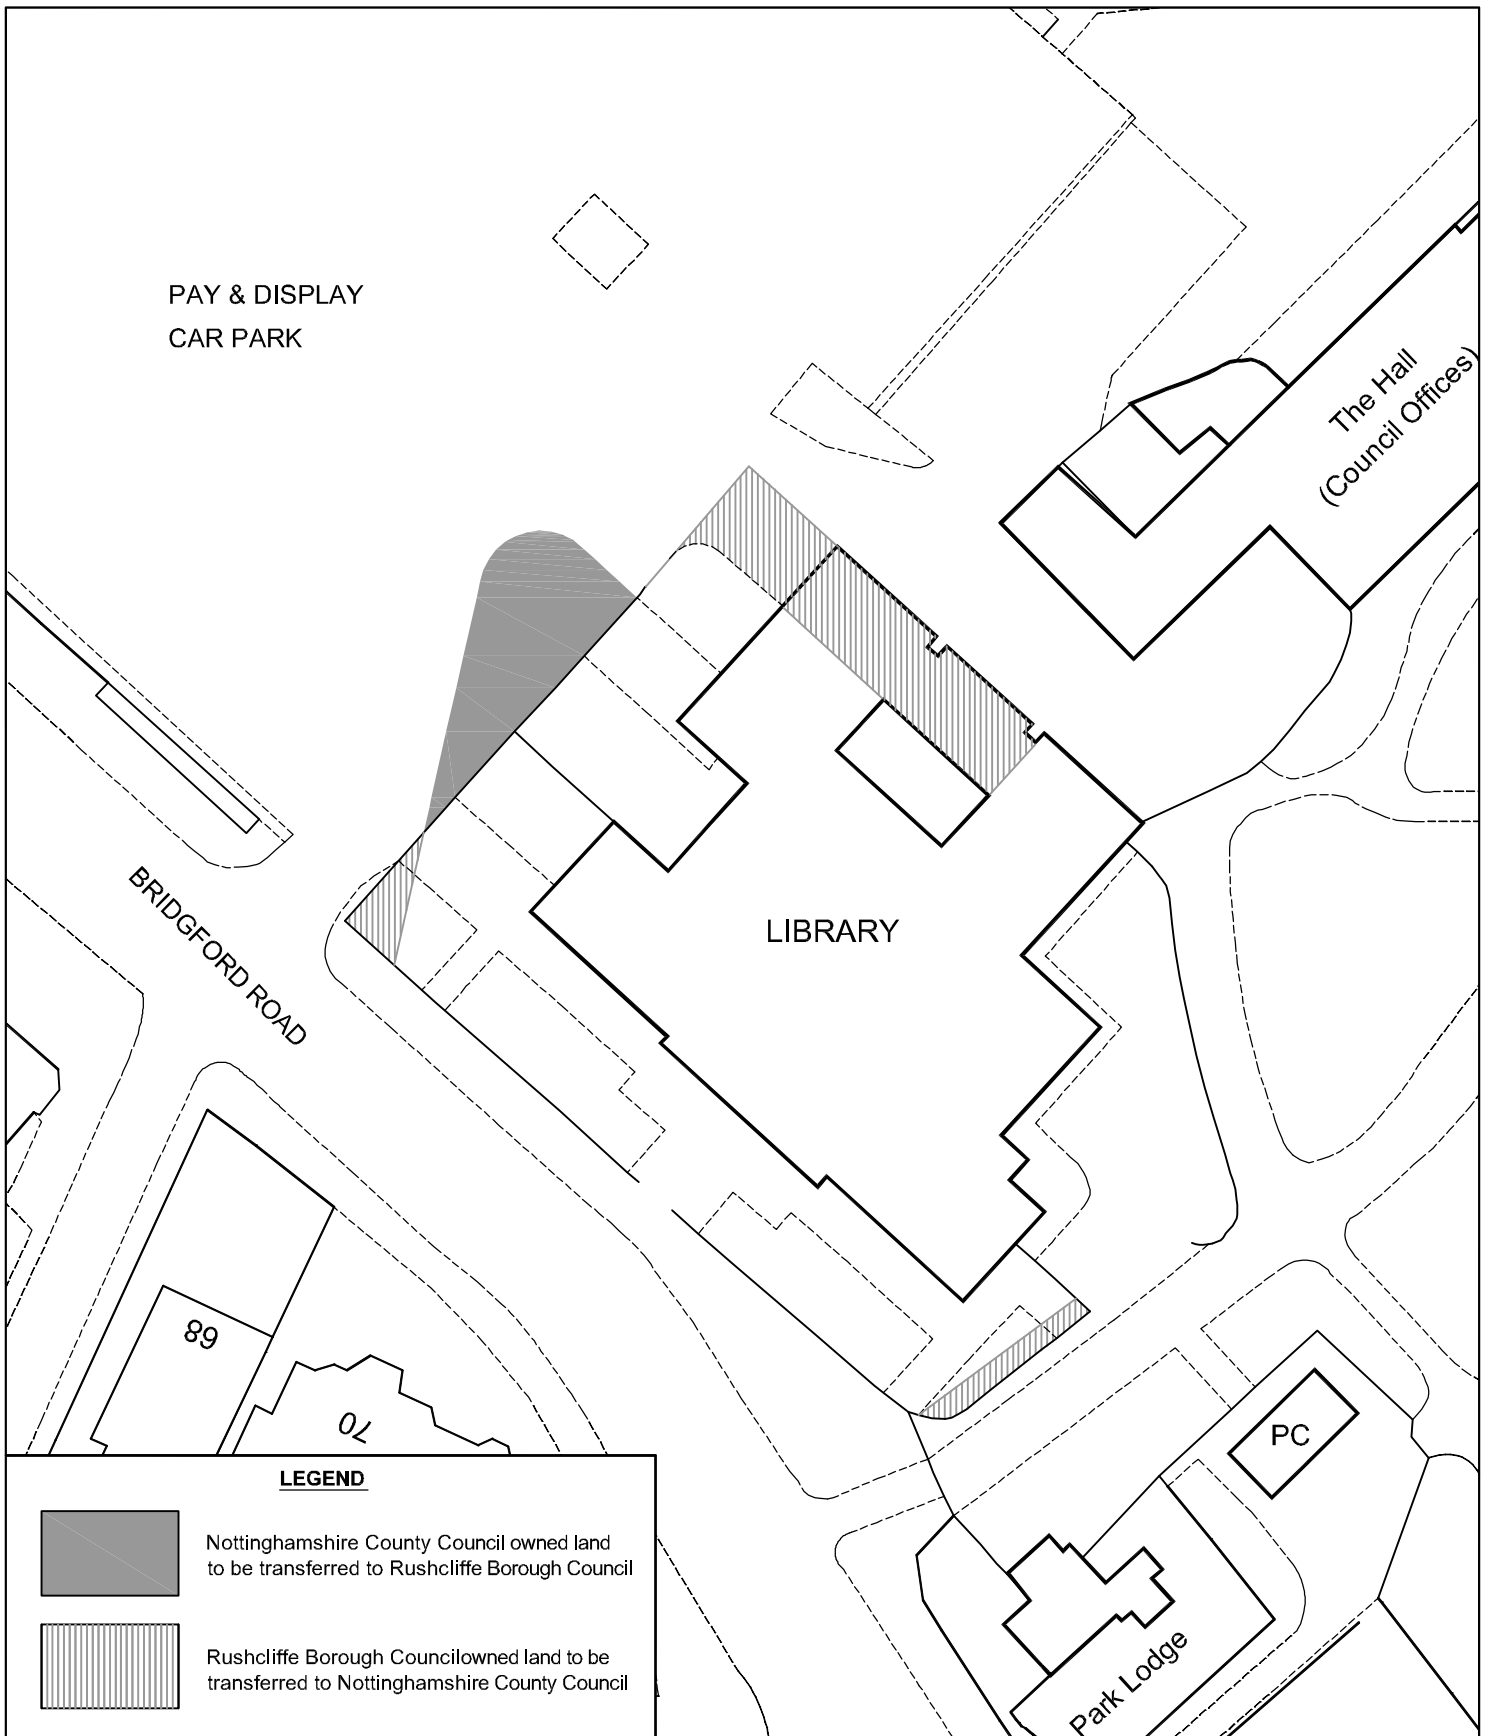 PAY & DISPLAY
CAR PARK
The Hall
(Council Offices)
BRIDGFORD ROAD
LIBRARY
68
70
PC
Park Lodge
LEGEND
Nottinghamshire County Council owned land
to be transferred to Rushcliffe Borough Council
Rushcliffe Borough Councilowned land to be
transferred to Nottinghamshire County Council